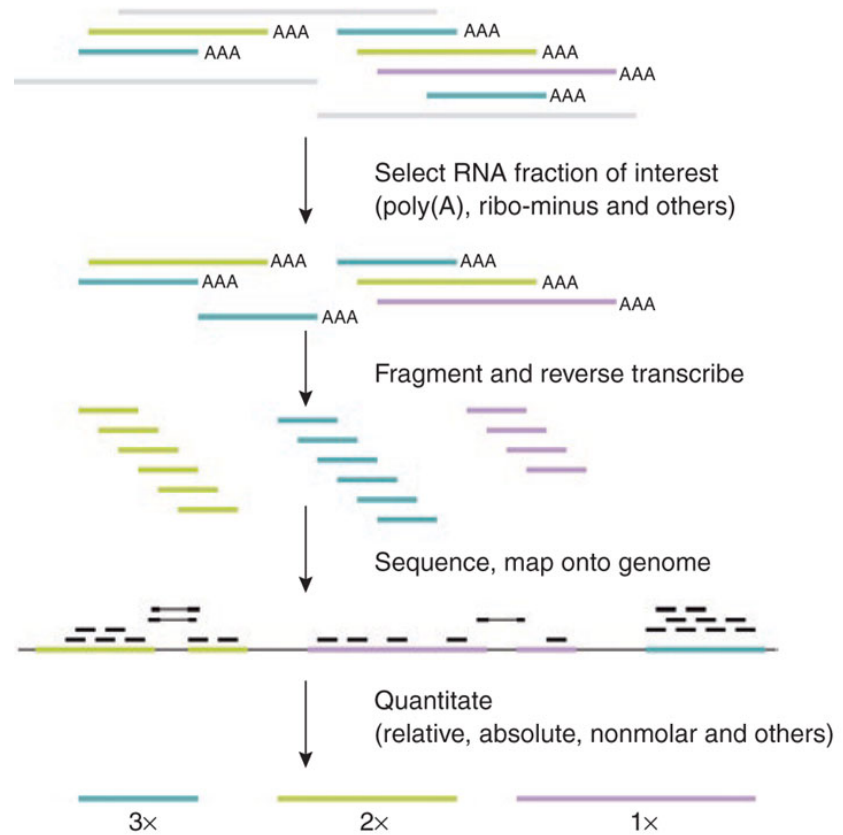 AAA
AAA
AAA
AAA
AAA
AAA
Select RNA fraction of interest
(poly(A), ribo-minus and others)
AAA
AAA
AAA
AAA
AAA
AAA
Fragment and reverse transcribe
Sequence, map onto genome
Quantitate
(relative, absolute, nonmolar and others)
3×
2×
1×